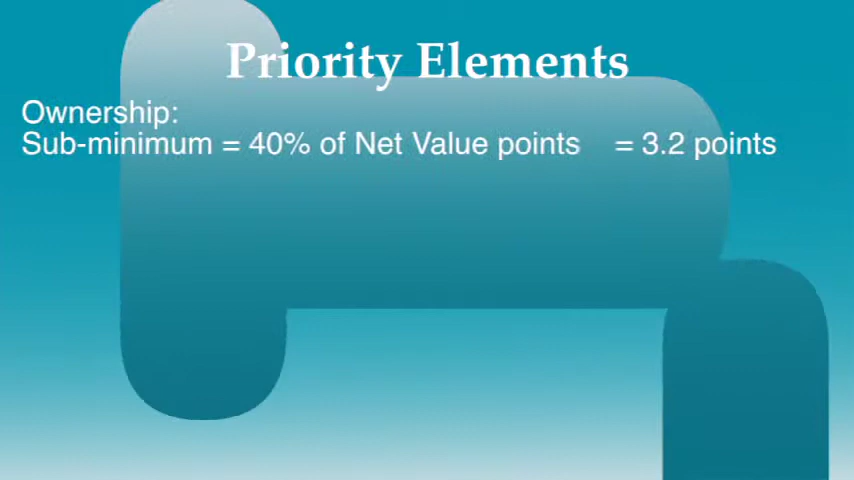 Priority Elements
Ownership:
Sub-minimum = 40% of Net Value points = 3.2 points